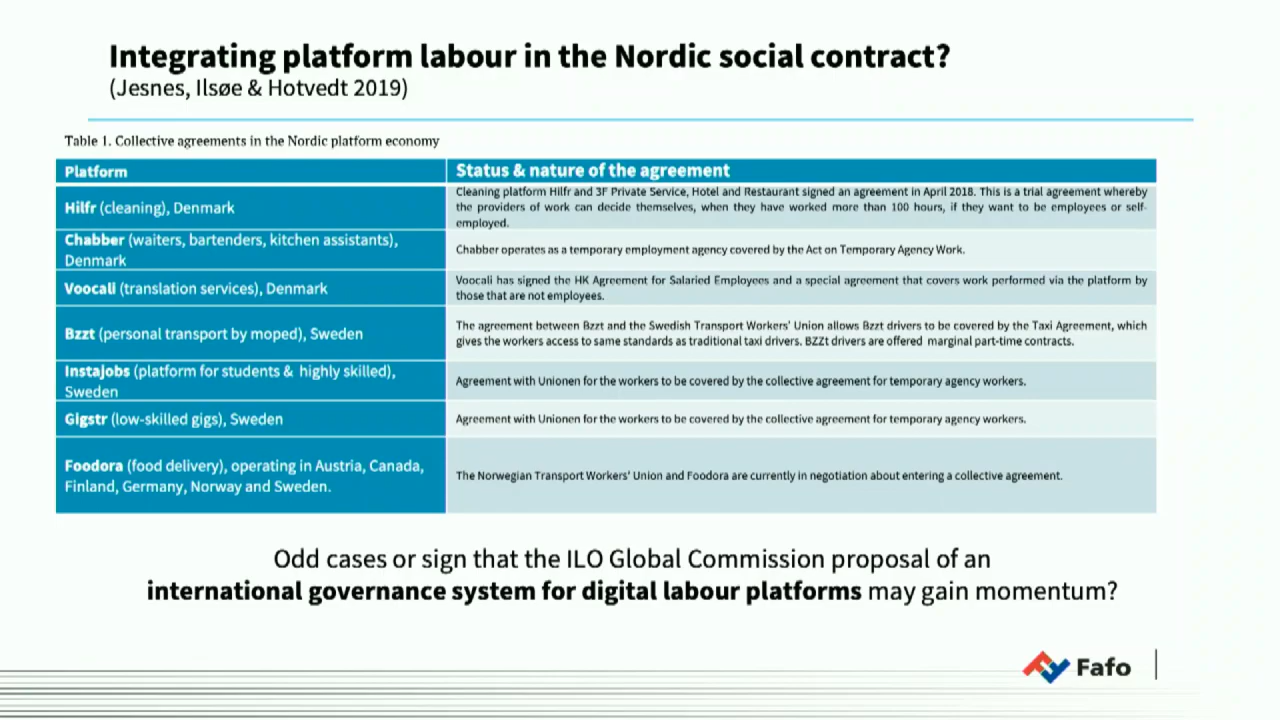 Integrating platform labour in the Nordic social contract?
(Jesnes, Ilsøe & Hotvedt 2019)
Table 1. Collective agreements in the Nordic platform economy
Platform
Status & nature of the agreement
Hilfr (cleaning), Denmark
Cleaning platform Hilfr and 3F Private Service, Hotel and Restaurant signed an agreement in April 2018. This is a trial agreement whereby
the providers of work can decide themselves, when they have worked more than 100 hours, if they want to be employees or self-
employed.
Chabber (waiters, bartenders, kitchen assistants),
Denmark
Chabber operates as a temporary employment agency covered by the Act on Temporary Agency Work.
Voocali (translation services), Denmark
Voocali has signed the HK Agreement for Salaried Employees and a special agreement that covers work performed via the platform by
those that are not employees.
Bzzt (personal transport by moped), Sweden
The agreement between Bzzt and the Swedish Transport Workers' Union allows Bzzt drivers to be covered by the Taxi Agreement, which
gives the workers access to same standards as traditional taxi drivers. BZZt drivers are offered marginal part-time contracts.
Instajobs (platform for students & highly skilled),
Sweden
Agreement with Unionen for the workers to be covered by the collective agreement for temporary agency workers.
Gigstr (low-skilled gigs), Sweden
Agreement with Unionen for the workers to be covered by the collective agreement for temporary agency workers.
Foodora (food delivery), operating in Austria, Canada,
Finland, Germany, Norway and Sweden.
The Norwegian Transport Workers' Union and Foodora are currently in negotiation about entering a collective agreement.
Odd cases or sign that the ILO Global Commission proposal of an
international governance system for digital labour platforms may gain momentum?
Fafo